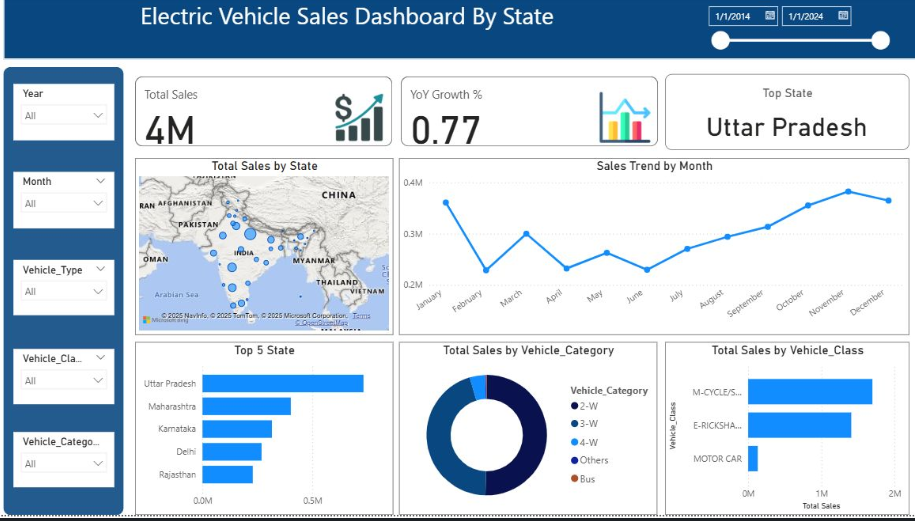 Electric Vehicle Sales Dashboard By State
1/1/2014
1/1/2024
Year
All
Month
All
Vehicle_Type
All
Vehicle_Cla...
All
Vehicle_Catego...
All
Total Sales
4M
$
YoY Growth %
0.77
Top State
Uttar Pradesh
Total Sales by State
CHINA
RAN
AFGHANISTAN
PAKISTAN
OMAN
INDIA
MYANMAR
THAILAND
VIETNAM
Arabian Sea
Microsoft Bing
© 2025 NavInfo, © 2025 TomTom, © 2025 Microsoft Corporation, Terms
© OpenStreetMap
Sales Trend by Month
0.4M
0.3M
0.2M
January
February
March
April
May
June
July
August
September
October
November
December
Top 5 State
Uttar Pradesh
Maharashtra
Karnataka
Delhi
Rajasthan
0.0M
0.5M
Total Sales by Vehicle_Category
Vehicle_Category
2-W
3-W
4-W
Others
Bus
Total Sales by Vehicle_Class
Vehicle_Class
M-CYCLE/S...
E-RICKSHA...
MOTOR CAR
0M
1M
2M
Total Sales